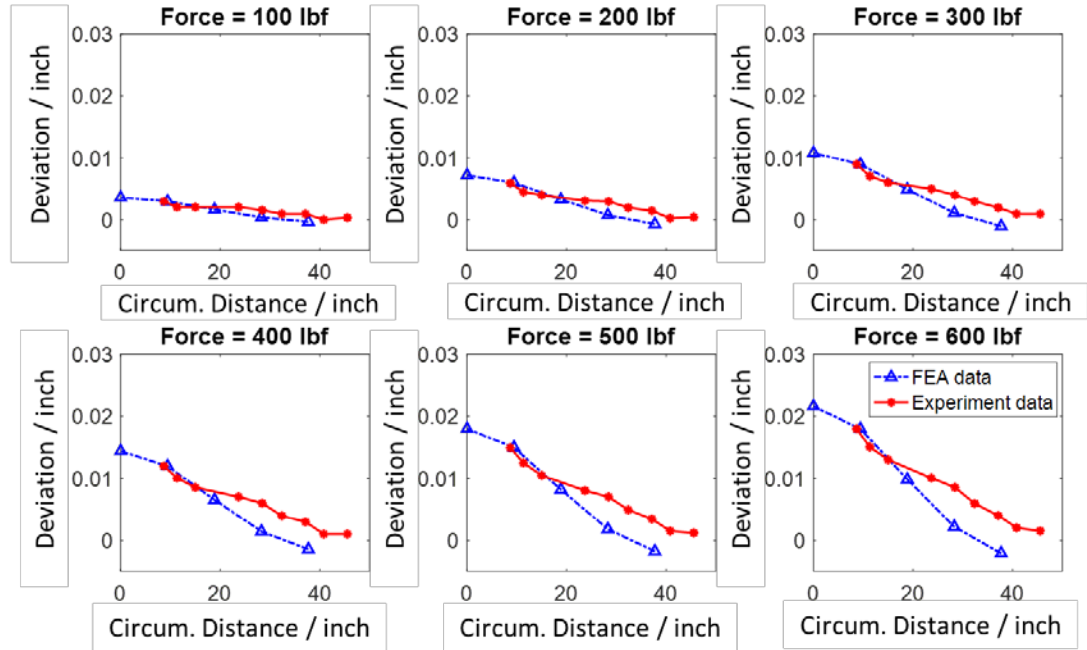 Force = 100 lbf
Force = 200 lbf
Force = 300 lbf
Deviation / inch
0.03
0.02
0.01
0
0
20
40
Circum. Distance / inch
Deviation / inch
0.03
0.02
0.01
0
0
20
40
Circum. Distance / inch
Deviation / inch
0.03
0.02
0.01
0
0
20
40
Circum. Distance / inch
Force = 400 lbf
Force = 500 lbf
Force = 600 lbf
Deviation / inch
0.03
0.02
0.01
0
0
20
40
Circum. Distance / inch
Deviation / inch
0.03
0.02
0.01
0
0
20
40
Circum. Distance / inch
Deviation / inch
0.03
0.02
0.01
0
FEA data
Experiment data
0
20
40
Circum. Distance / inch